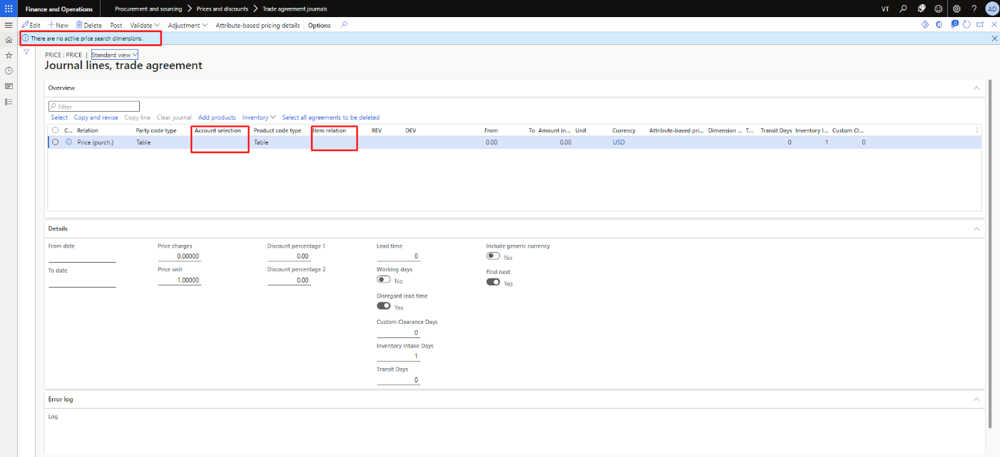 Finance and Operations Procurement and sourcing Prices and discounts Trade agreement journals VT ? AD
Edit New Delete Post Validate Adjustment Attribute-based pricing details Options 0
There are no active price search dimensions.
PRICE : PRICE | Standard view
Journal lines, trade agreement
Overview
Filter
Select Copy and revise Copy line Clear journal Add products Inventory Select all agreements to be deleted
C... Relation Party code type Account selection Product code type Item relation REV DEV From To Amount in... Unit Currency Attribute-based pri... Dimension ... T... Transit Days Inventory I... Custom Cl...
Price (purch.) Table Table 0.00 0.00 USD 0 1 0
Details
From date Price charges Discount percentage 1 Lead time Include generic currency
0.00000 0.00 0 No
To date Price unit Discount percentage 2 Working days Find next
1.00000 0.00 No Yes
Disregard lead time
Yes
Custom Clearance Days
0
Inventory Intake Days
1
Transit Days
0
Error log
Log